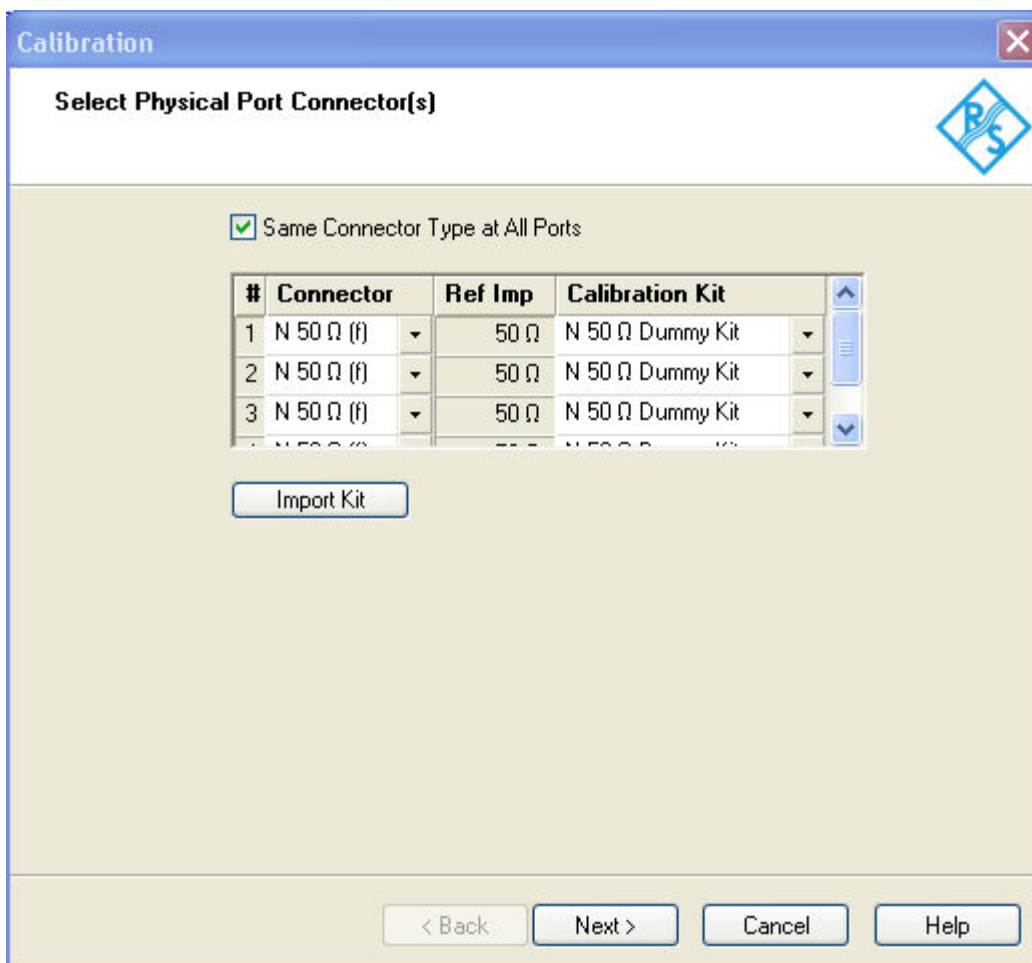 Calibration
Select Physical Port Connector(s)
R S
Same Connector Type at All Ports
# Connector Ref Imp Calibration Kit
1 N 50 Ω (f) 50 Ω N 50 Ω Dummy Kit
2 N 50 Ω (f) 50 Ω N 50 Ω Dummy Kit
3 N 50 Ω (f) 50 Ω N 50 Ω Dummy Kit
Import Kit
< Back Next > Cancel Help